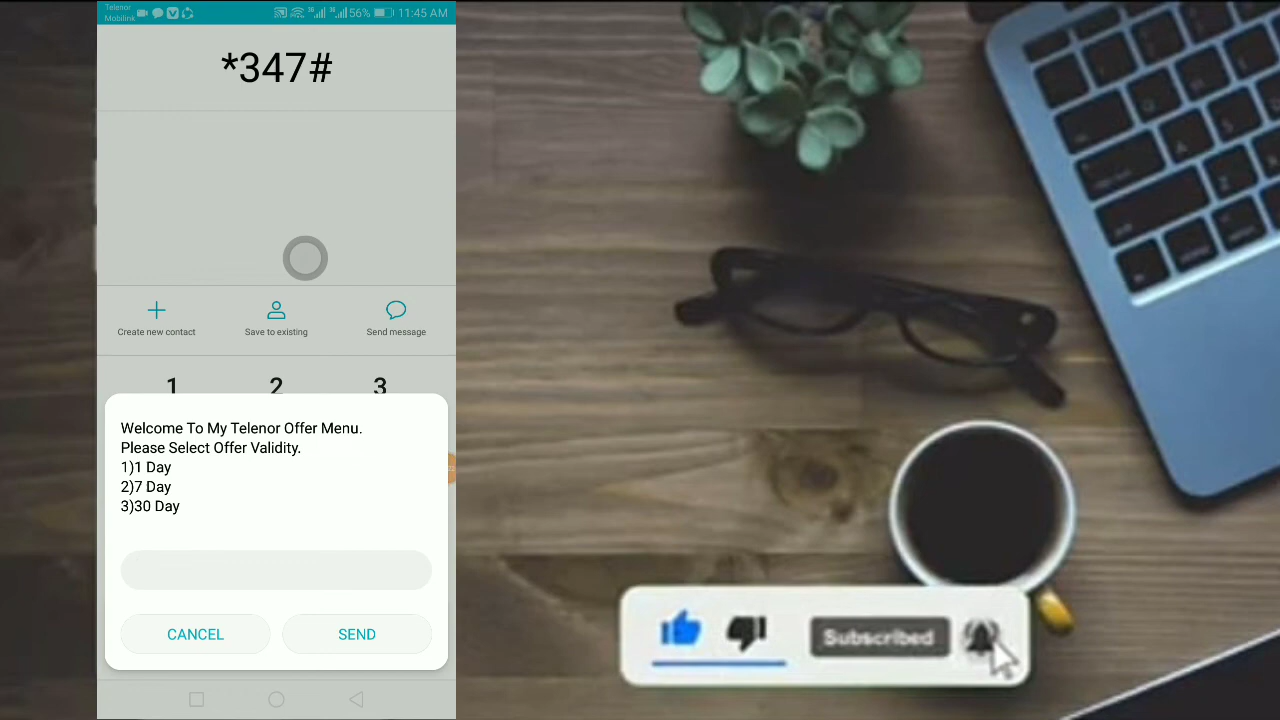 Telenor
Mobilink
56%
11:45 AM
*347#
Create new contact
Save to existing
Send message
1 2 3
Welcome To My Telenor Offer Menu.
Please Select Offer Validity.
1)1 Day
2)7 Day
3)30 Day
CANCEL
SEND
Subscribed